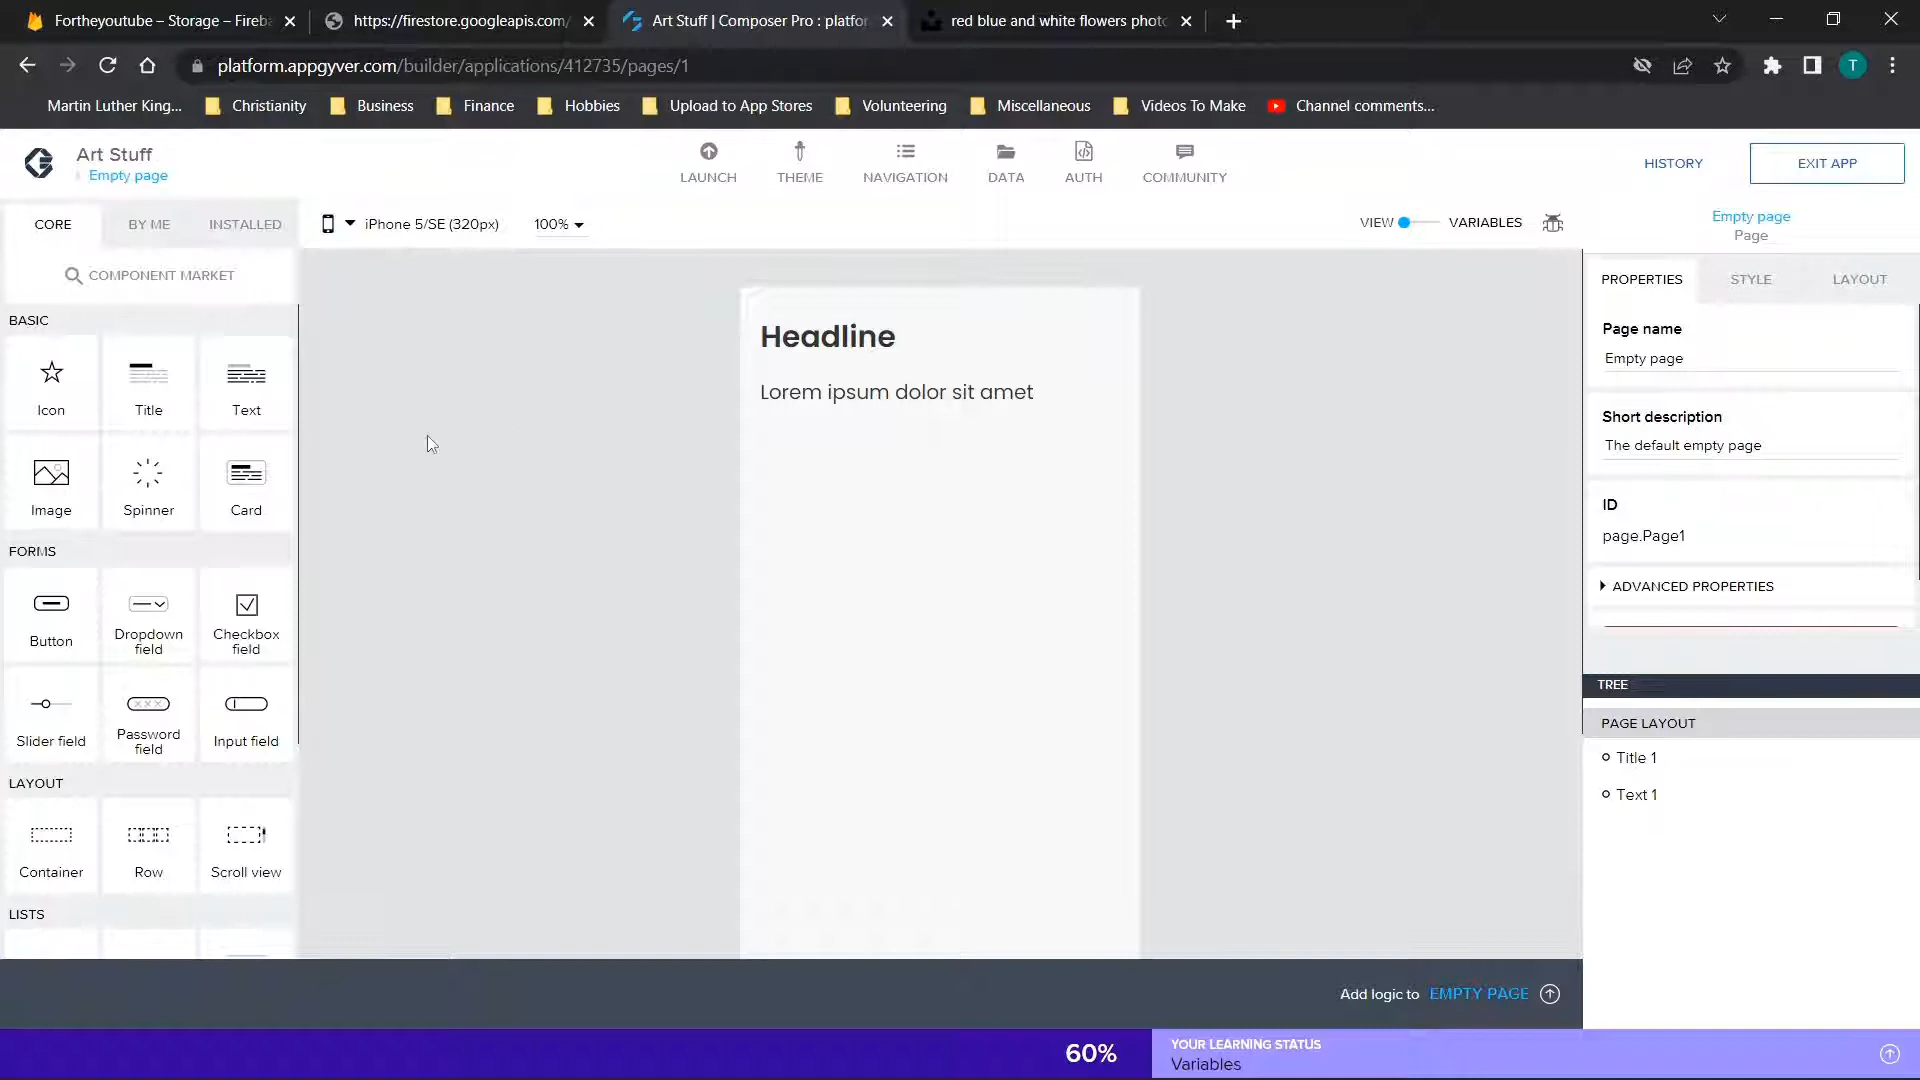 Fortheyoutube – Storage – Fireba
https://firestore.googleapis.com/
Art Stuff | Composer Pro : platfor
red blue and white flowers photo
platform.appgyver.com/builder/applications/412735/pages/1
T
Martin Luther King...
Christianity
Business
Finance
Hobbies
Upload to App Stores
Volunteering
Miscellaneous
Videos To Make
Channel comments...
Art Stuff
Empty page
LAUNCH
THEME
NAVIGATION
DATA
AUTH
COMMUNITY
HISTORY
EXIT APP
CORE
BY ME
INSTALLED
iPhone 5/SE (320px)
100%
VIEW
VARIABLES
Empty page
Page
COMPONENT MARKET
PROPERTIES
STYLE
LAYOUT
BASIC
Icon
Title
Text
Image
Spinner
Card
FORMS
Button
Dropdown
field
Checkbox
field
Slider field
Password
field
Input field
LAYOUT
Container
Row
Scroll view
LISTS
Headline
Lorem ipsum dolor sit amet
Page name
Empty page
Short description
The default empty page
ID
page.Page1
ADVANCED PROPERTIES
TREE
PAGE LAYOUT
Title 1
Text 1
Add logic to EMPTY PAGE
60%
YOUR LEARNING STATUS
Variables